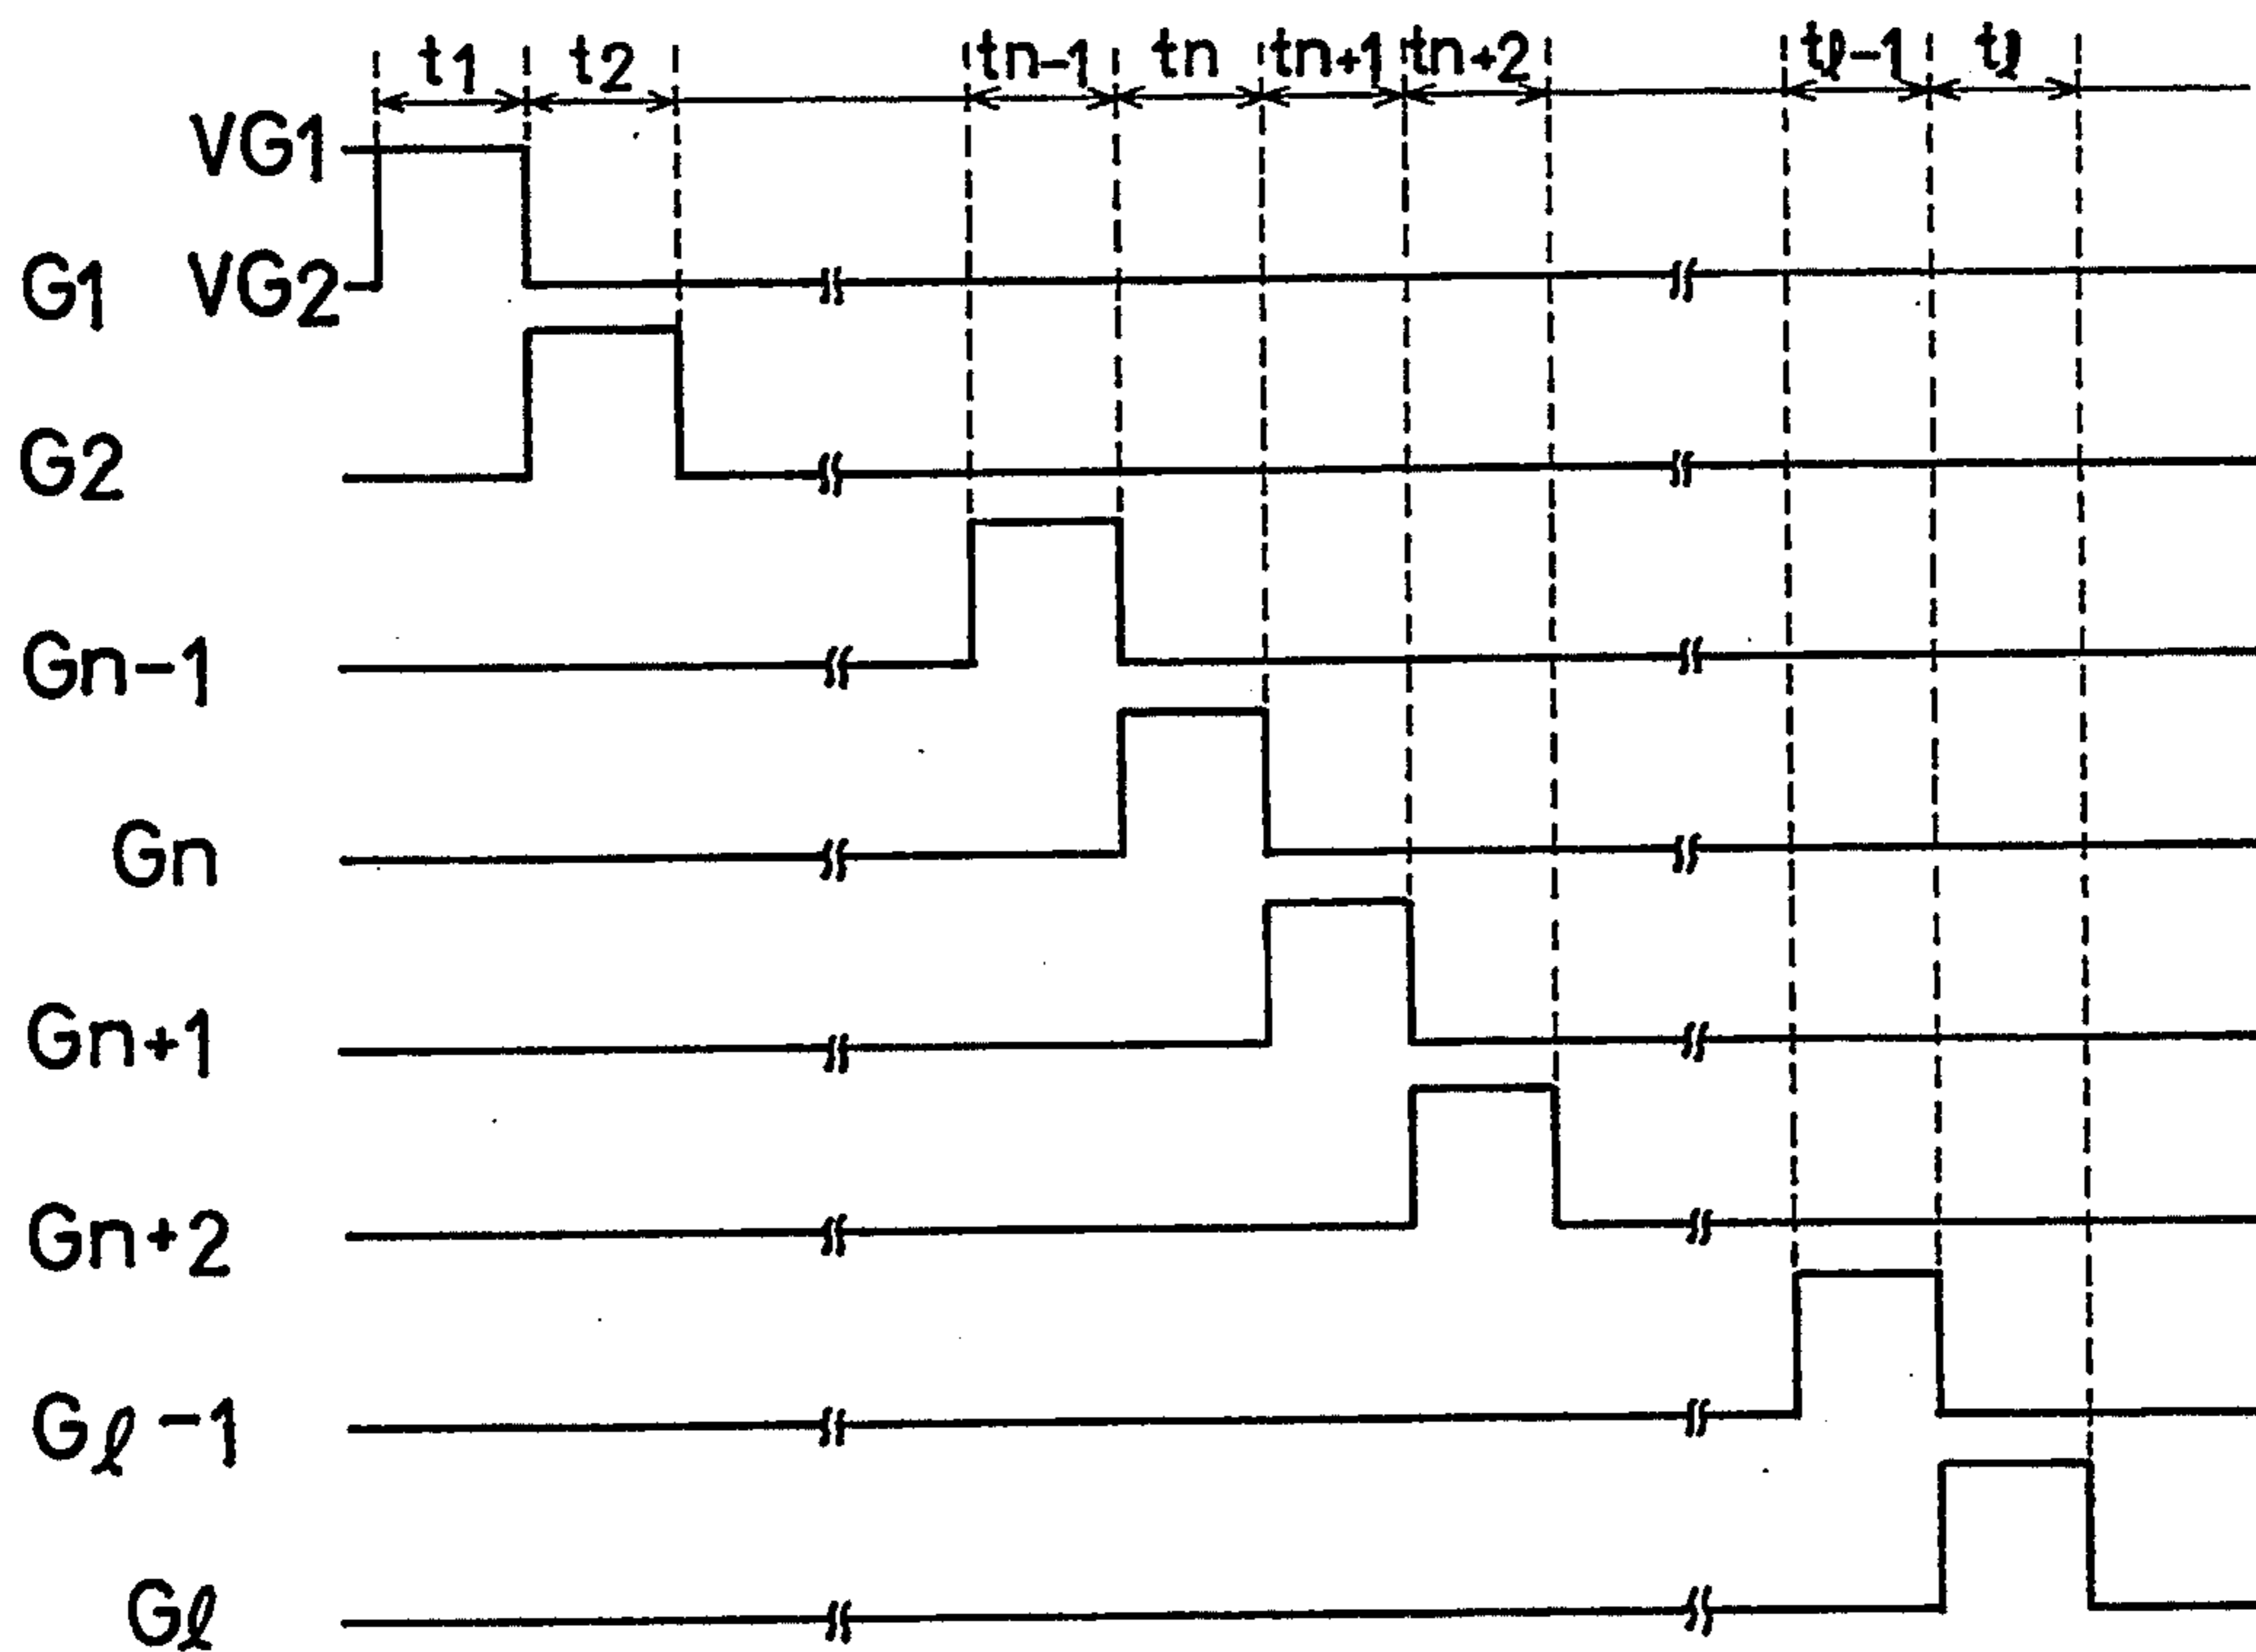 t1 t2 tn-1 tn tn+1 tn+2 tℓ-1 tℓ
VG1
G1 VG2
G2
Gn-1
Gn
Gn+1
Gn+2
Gℓ-1
Gℓ